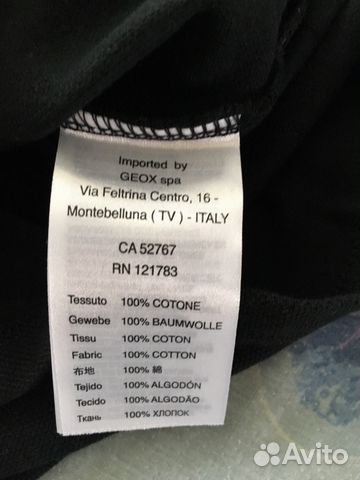 Imported by
GEOX spa
Via Feltrina Centro, 16 -
Montebelluna ( TV ) - ITALY
CA 52767
RN 121783
Tessuto 100% COTONE
Gewebe 100% BAUMWOLLE
Tissu 100% COTON
Fabric 100% COTTON
布地 100% 綿
Tejido 100% ALGODÓN
Tecido 100% ALGODÃO
Ткань 100% ХЛОПОК
Avito